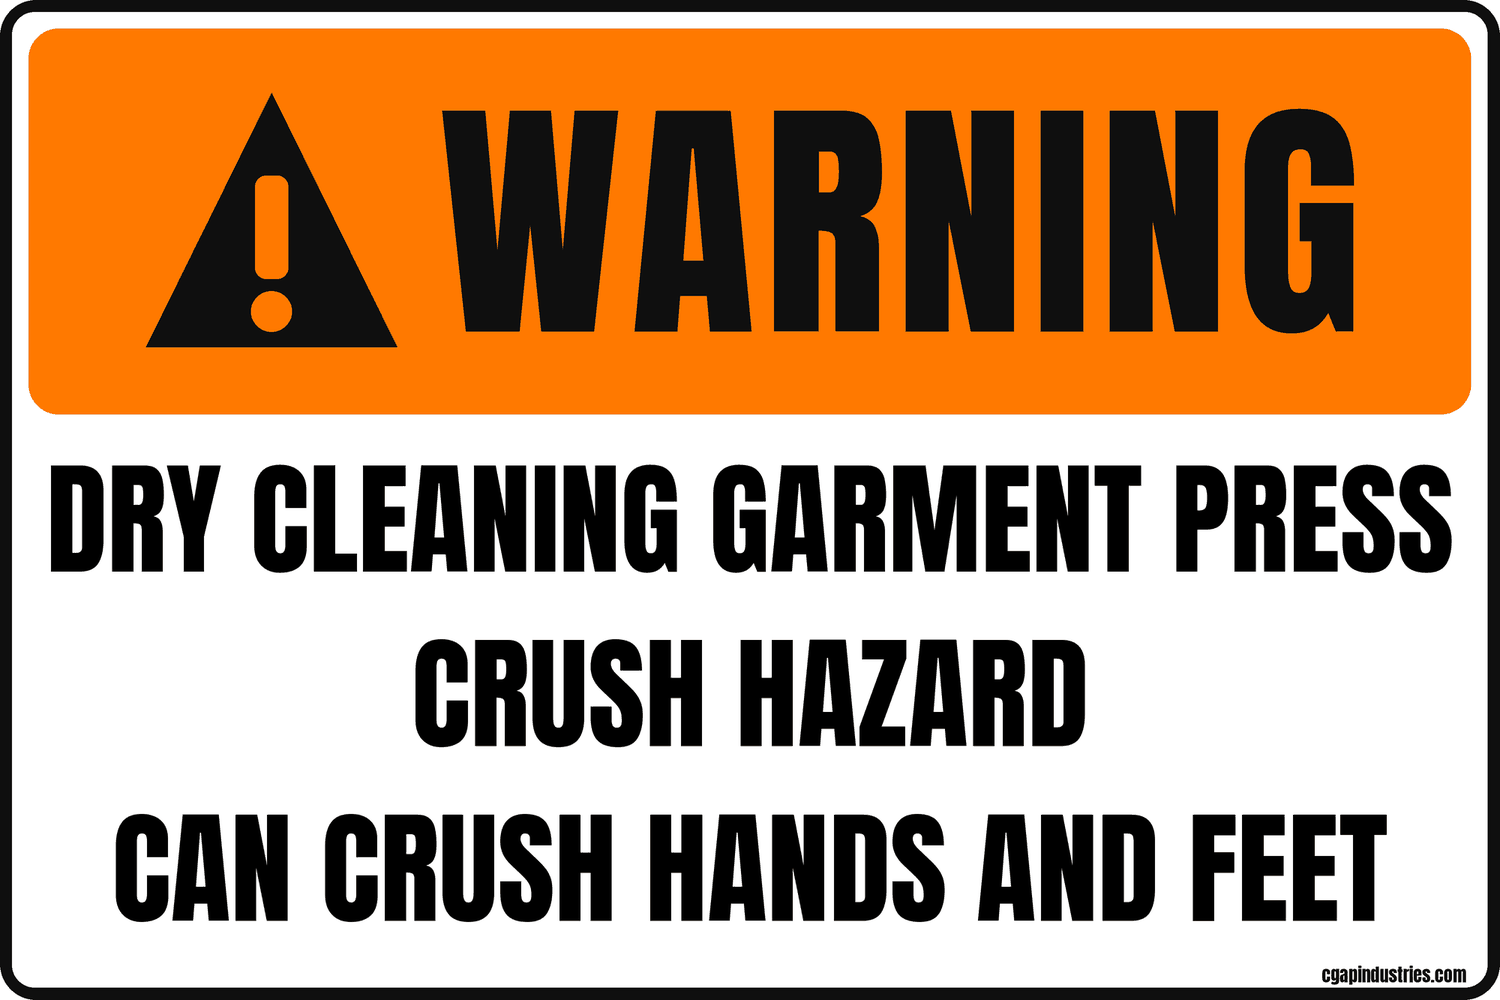 WARNING
DRY CLEANING GARMENT PRESS
CRUSH HAZARD
CAN CRUSH HANDS AND FEET
cgapindustries.com